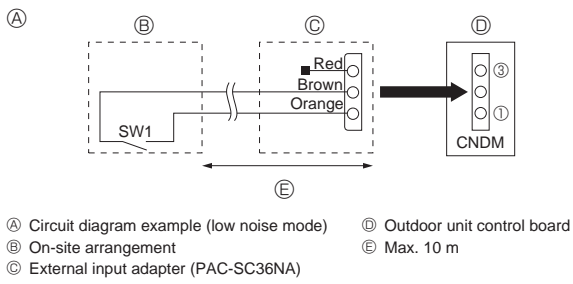 Ⓐ Ⓑ Ⓒ Ⓓ
Red
Brown
Orange
SW1
③
①
CNDM
Ⓔ
Ⓐ Circuit diagram example (low noise mode)
Ⓑ On-site arrangement
Ⓒ External input adapter (PAC-SC36NA)
Ⓓ Outdoor unit control board
Ⓔ Max. 10 m